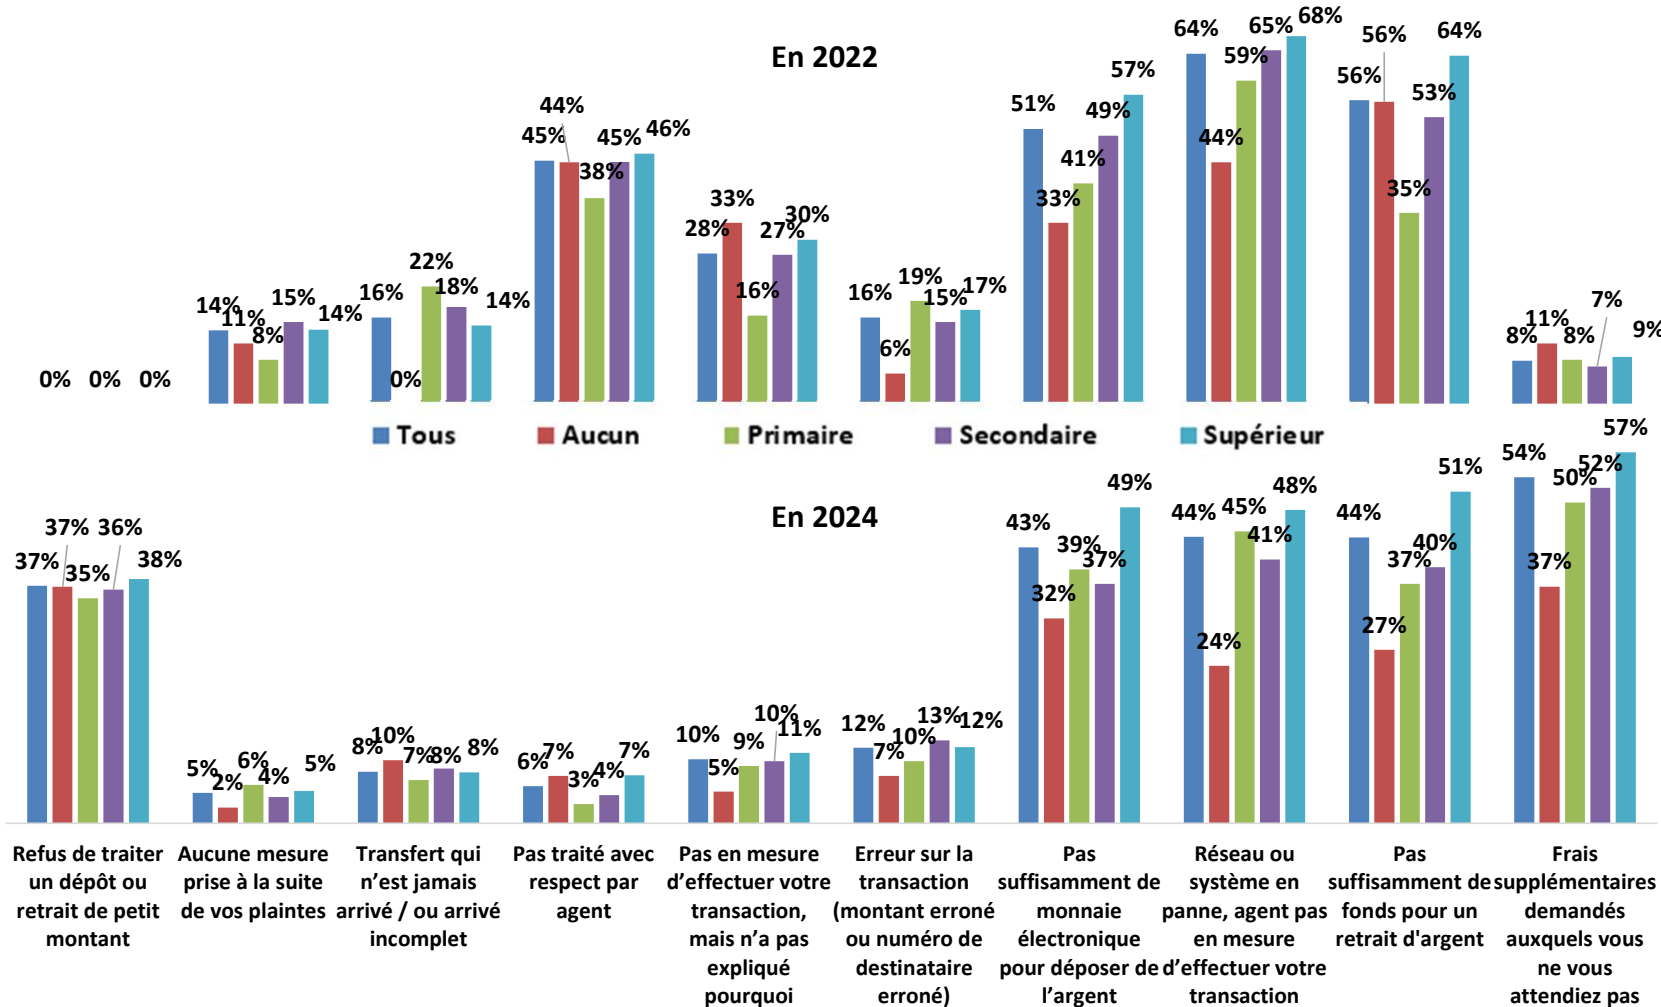 En 2022
0% 0% 0%
14% 11% 8% 15% 14%
16% 0% 22% 18% 14%
45% 44% 38% 45% 46%
28% 33% 16% 27% 30%
16% 6% 19% 15% 17%
51% 33% 41% 49% 57%
64% 44% 59% 65% 68%
56% 56% 35% 53% 64%
8% 11% 8% 7% 9%
Tous Aucun Primaire Secondaire Supérieur
En 2024
37% 37% 35% 36% 38%
5% 2% 6% 4% 5%
8% 10% 7% 8% 8%
6% 7% 3% 4% 7%
10% 5% 9% 10% 11%
12% 7% 10% 13% 12%
43% 32% 39% 37% 49%
44% 24% 45% 41% 48%
44% 27% 37% 40% 51%
54% 37% 50% 52% 57%
Refus de traiter
un dépôt ou
retrait de petit
montant
Aucune mesure
prise à la suite
de vos plaintes
Transfert qui
n’est jamais
arrivé / ou arrivé
incomplet
Pas traité avec
respect par
agent
Pas en mesure
d’effectuer votre
transaction,
mais n’a pas
expliqué
pourquoi
Erreur sur la
transaction
(montant erroné
ou numéro de
destinataire
erroné)
Pas
suffisamment de
monnaie
électronique
pour déposer de
l’argent
Réseau ou
système en
panne, agent pas
en mesure
d’effectuer votre
transaction
Pas
suffisamment de
fonds pour un
retrait d'argent
Frais
supplémentaires
demandés
auxquels vous
ne vous
attendiez pas